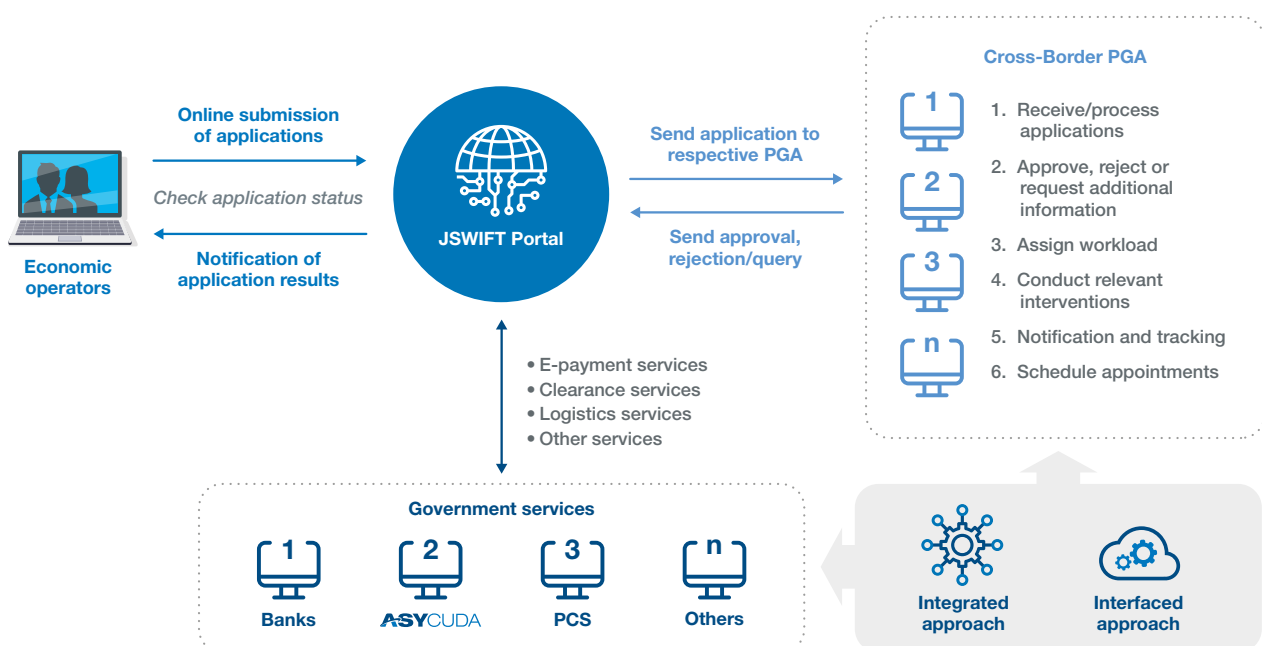 Online submission
of applications
Check application status
Notification of
application results
Economic
operators
JSWIFT Portal
Send application to
respective PGA
Send approval,
rejection/query
Cross-Border PGA
1
2
3
n
1. Receive/process
applications
2. Approve, reject or
request additional
information
3. Assign workload
4. Conduct relevant
interventions
5. Notification and tracking
6. Schedule appointments
• E-payment services
• Clearance services
• Logistics services
• Other services
Government services
1
2
3
n
Banks
ASYCUDA
PCS
Others
Integrated
approach
Interfaced
approach